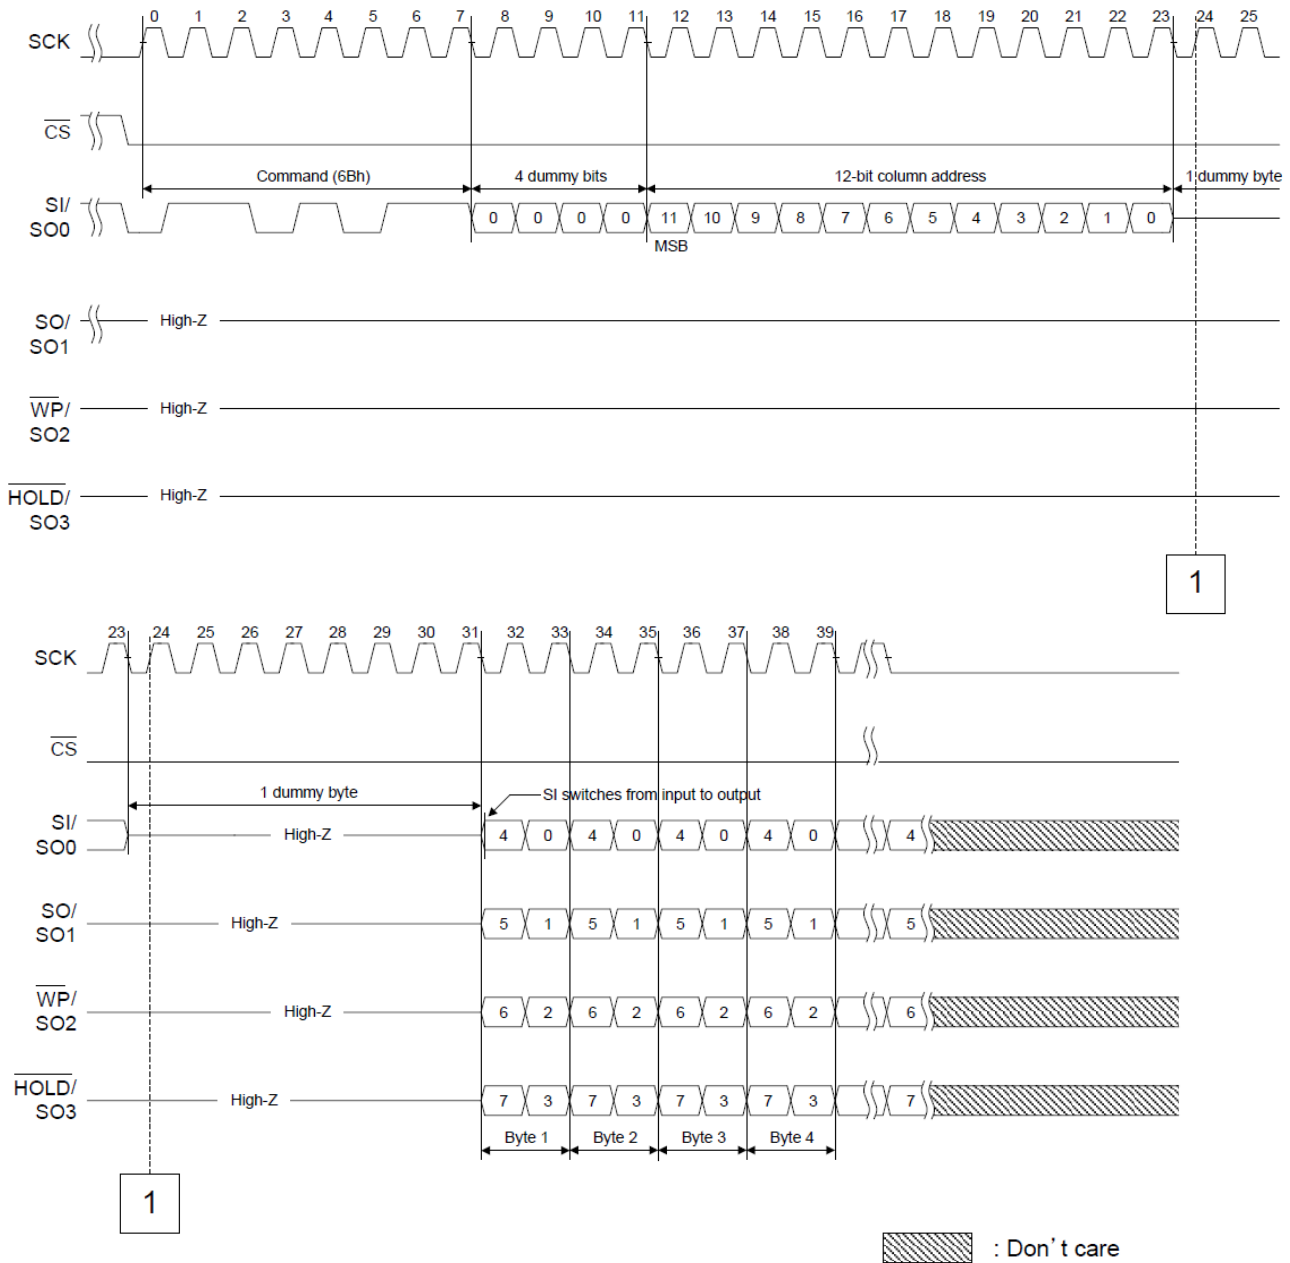 0 1 2 3 4 5 6 7 8 9 10 11 12 13 14 15 16 17 18 19 20 21 22 23 24 25
SCK
CS
Command (6Bh) 4 dummy bits 12-bit column address 1 dummy byte
SI/
SO0
0 0 0 0 11 10 9 8 7 6 5 4 3 2 1 0
MSB
SO/
SO1
High-Z
WP/
SO2
High-Z
HOLD/
SO3
High-Z
1
23 24 25 26 27 28 29 30 31 32 33 34 35 36 37 38 39
SCK
CS
1 dummy byte
SI switches from input to output
SI/
SO0
High-Z 4 0 4 0 4 0 4 0 4
SO/
SO1
High-Z 5 1 5 1 5 1 5 1 5
WP/
SO2
High-Z 6 2 6 2 6 2 6 2 6
HOLD/
SO3
High-Z 7 3 7 3 7 3 7 3 7
Byte 1 Byte 2 Byte 3 Byte 4
1
: Don't care